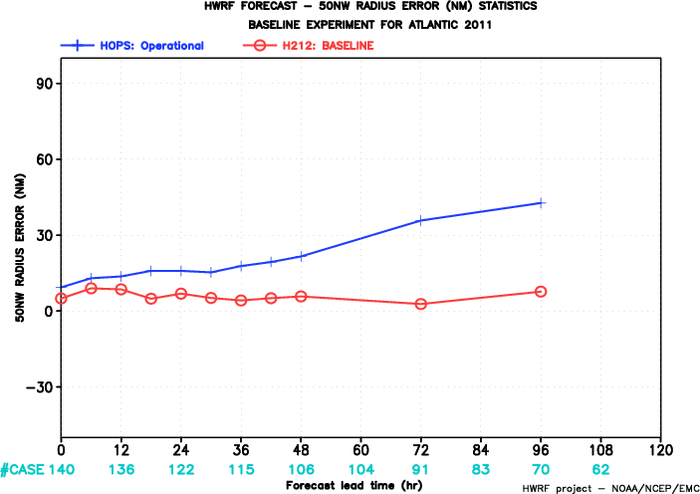 HWRF FORECAST – 50NW RADIUS ERROR (NM) STATISTICS
BASELINE EXPERIMENT FOR ATLANTIC 2011
HOPS: Operational H212: BASELINE
90
60
30
0
−30
50NW RADIUS ERROR (NM)
0 12 24 36 48 60 72 84 96 108 120
#CASE 140 136 122 115 106 104 91 83 70 62
Forecast lead time (hr)
HWRF project – NOAA/NCEP/EMC